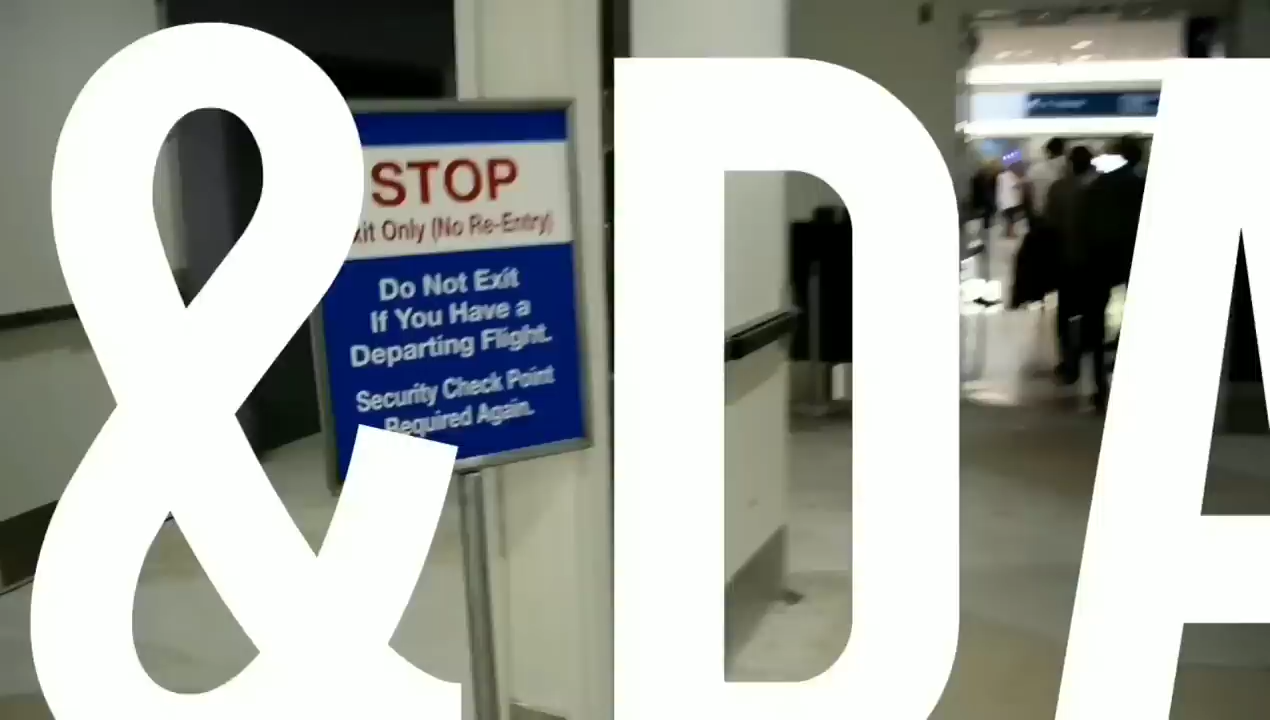 & DA
STOP
xit Only (No Re-Entry)
Do Not Exit
If You Have a
Departing Flight.
Security Check Point
Required Again.